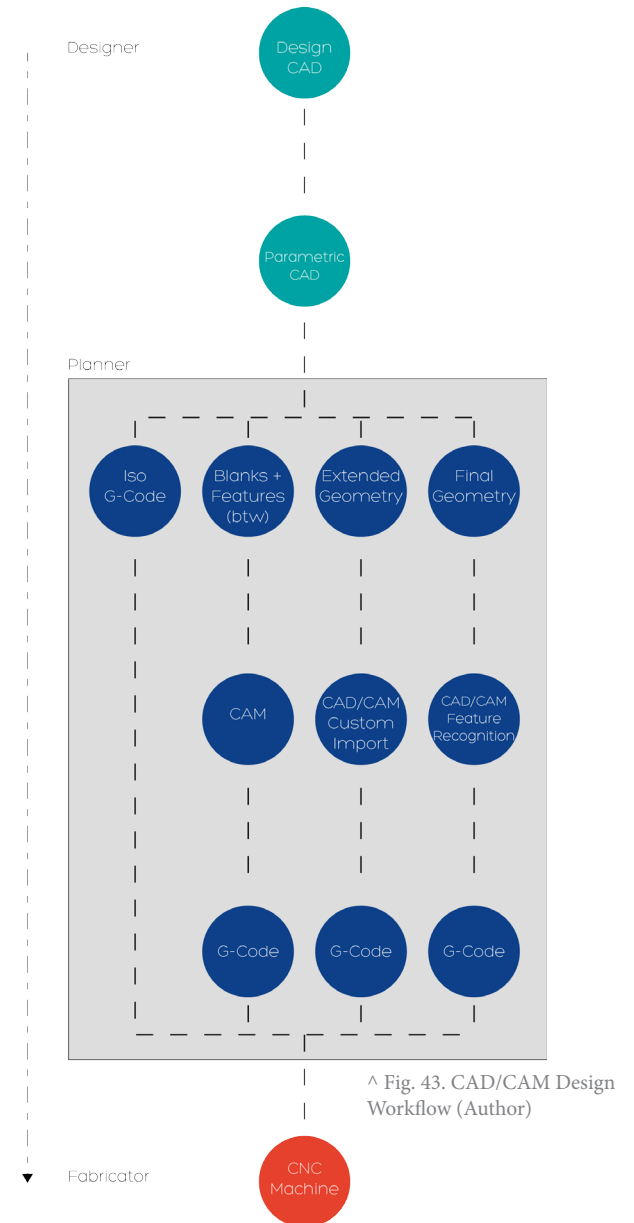 Designer
Design
CAD
Parametric
CAD
Planner
Iso
G-Code
Blanks +
Features
(btw)
Extended
Geometry
Final
Geometry
CAM
CAD/CAM
Custom
Import
CAD/CAM
Feature
Recognition
G-Code
G-Code
G-Code
^ Fig. 43. CAD/CAM Design
Workflow (Author)
Fabricator
CNC
Machine